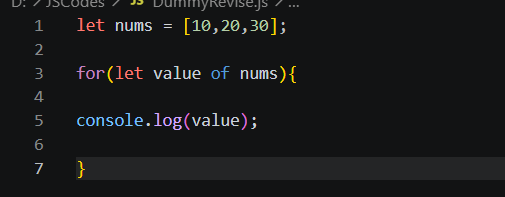 D: > JSCodes > JS DummyRevise.js > ...
1 let nums = [10,20,30];
2
3 for(let value of nums){
4
5 console.log(value);
6
7 }